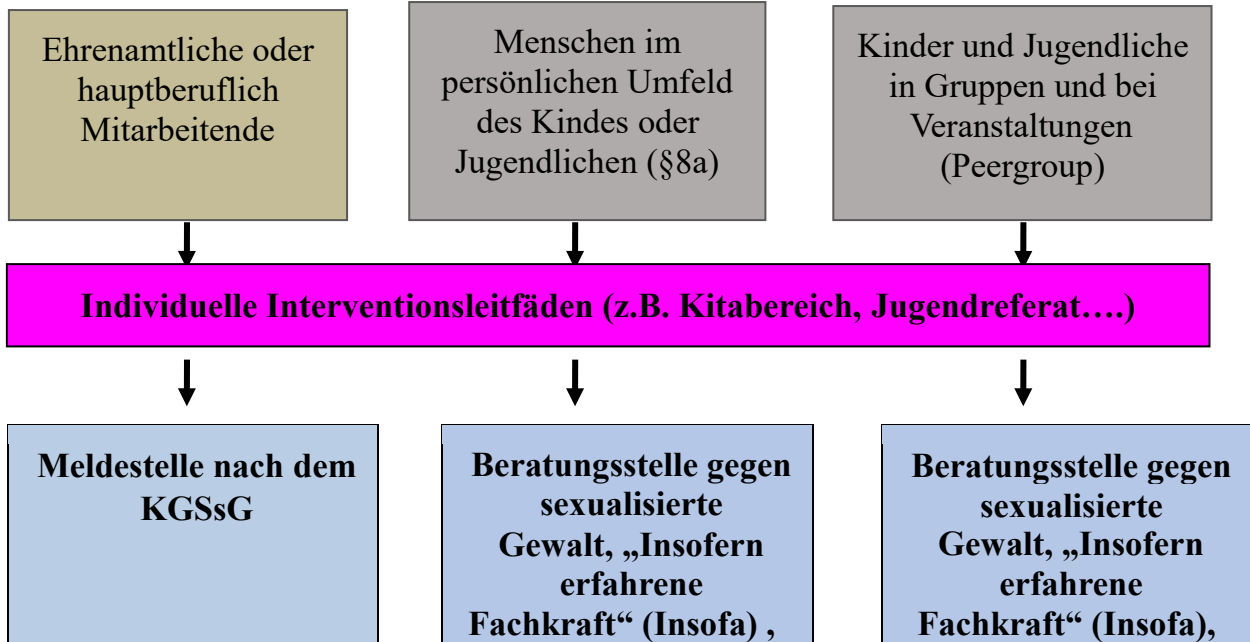 Ehrenamtliche oder
hauptberuflich
Mitarbeitende
Menschen im
persönlichen Umfeld
des Kindes oder
Jugendlichen (§8a)
Kinder und Jugendliche
in Gruppen und bei
Veranstaltungen
(Peergroup)
Individuelle Interventionsleitfäden (z.B. Kitabereich, Jugendreferat….)
Meldestelle nach dem
KGSsG
Beratungsstelle gegen
sexualisierte
Gewalt, „Insofern
erfahrene
Fachkraft“ (Insofa) ,
Beratungsstelle gegen
sexualisierte
Gewalt, „Insofern
erfahrene
Fachkraft“ (Insofa),